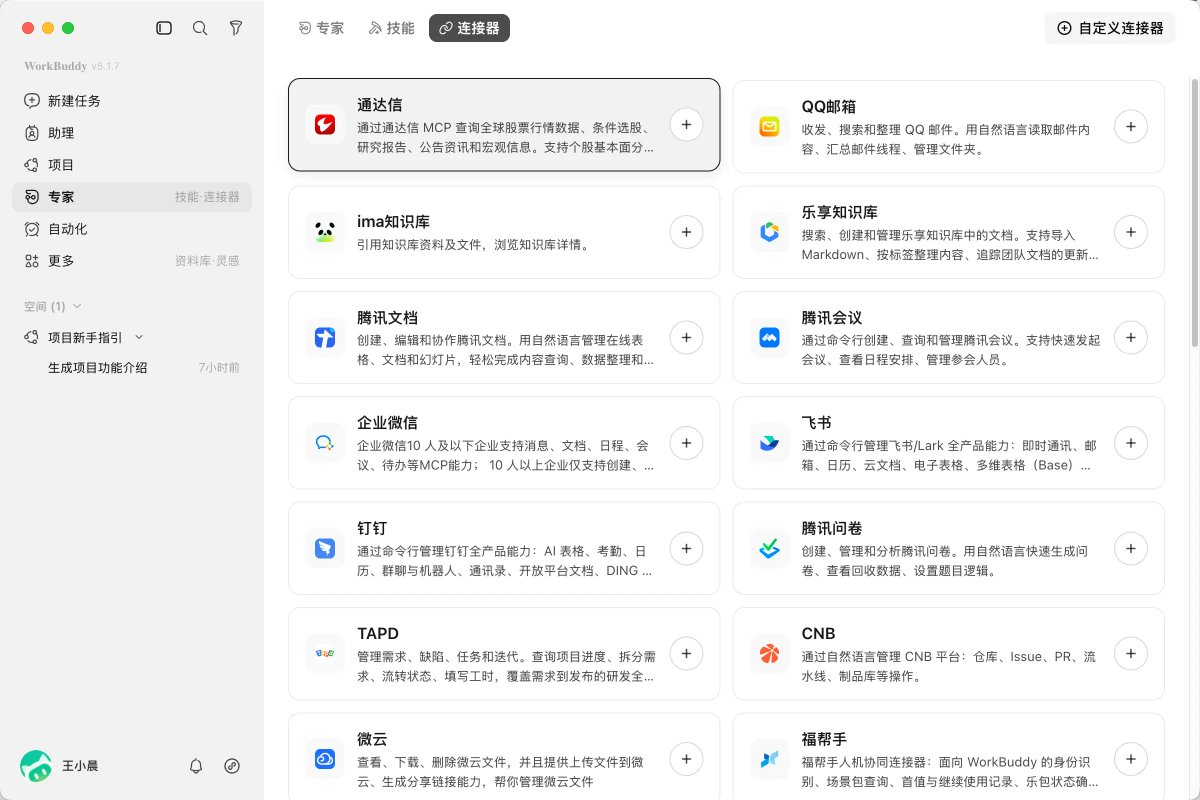 专家
技能
连接器
自定义连接器
WorkBuddy v5.1.7
新建任务
助理
项目
专家
技能·连接器
自动化
更多
资料库·灵感
空间 (1)
项目新手指引
生成项目功能介绍
7小时前
王小晨
通达信
通过通达信 MCP 查询全球股票行情数据、条件选股、
研究报告、公告资讯和宏观信息。支持个股基本面分...
QQ邮箱
收发、搜索和整理 QQ 邮件。用自然语言读取邮件内
容、汇总邮件线程、管理文件夹。
ima知识库
引用知识库资料及文件，浏览知识库详情。
乐享知识库
搜索、创建和管理乐享知识库中的文档。支持导入
Markdown、按标签整理内容、追踪团队文档的更新...
腾讯文档
创建、编辑和协作腾讯文档。用自然语言管理在线表
格、文档和幻灯片，轻松完成内容查询、数据整理和...
腾讯会议
通过命令行创建、查询和管理腾讯会议。支持快速发起
会议、查看日程安排、管理参会人员。
企业微信
企业微信10 人及以下企业支持消息、文档、日程、会
议、待办等MCP能力； 10 人以上企业仅支持创建、...
飞书
通过命令行管理飞书/Lark 全产品能力：即时通讯、邮
箱、日历、云文档、电子表格、多维表格（Base）...
钉钉
通过命令行管理钉钉全产品能力：AI 表格、考勤、日
历、群聊与机器人、通讯录、开放平台文档、DING ...
腾讯问卷
创建、管理和分析腾讯问卷。用自然语言快速生成问
卷、查看回收数据、设置题目逻辑。
TAPD
管理需求、缺陷、任务和迭代。查询项目进度、拆分需
求、流转状态、填写工时，覆盖需求到发布的研发全...
CNB
通过自然语言管理 CNB 平台：仓库、Issue、PR、流
水线、制品库等操作。
微云
查看、下载、删除微云文件，并且提供上传文件到微
云、生成分享链接能力，帮你管理微云文件
福帮手
福帮手人机协同连接器：面向 WorkBuddy 的身份识
别、场景包查询、首值与继续使用记录、乐包状态确...